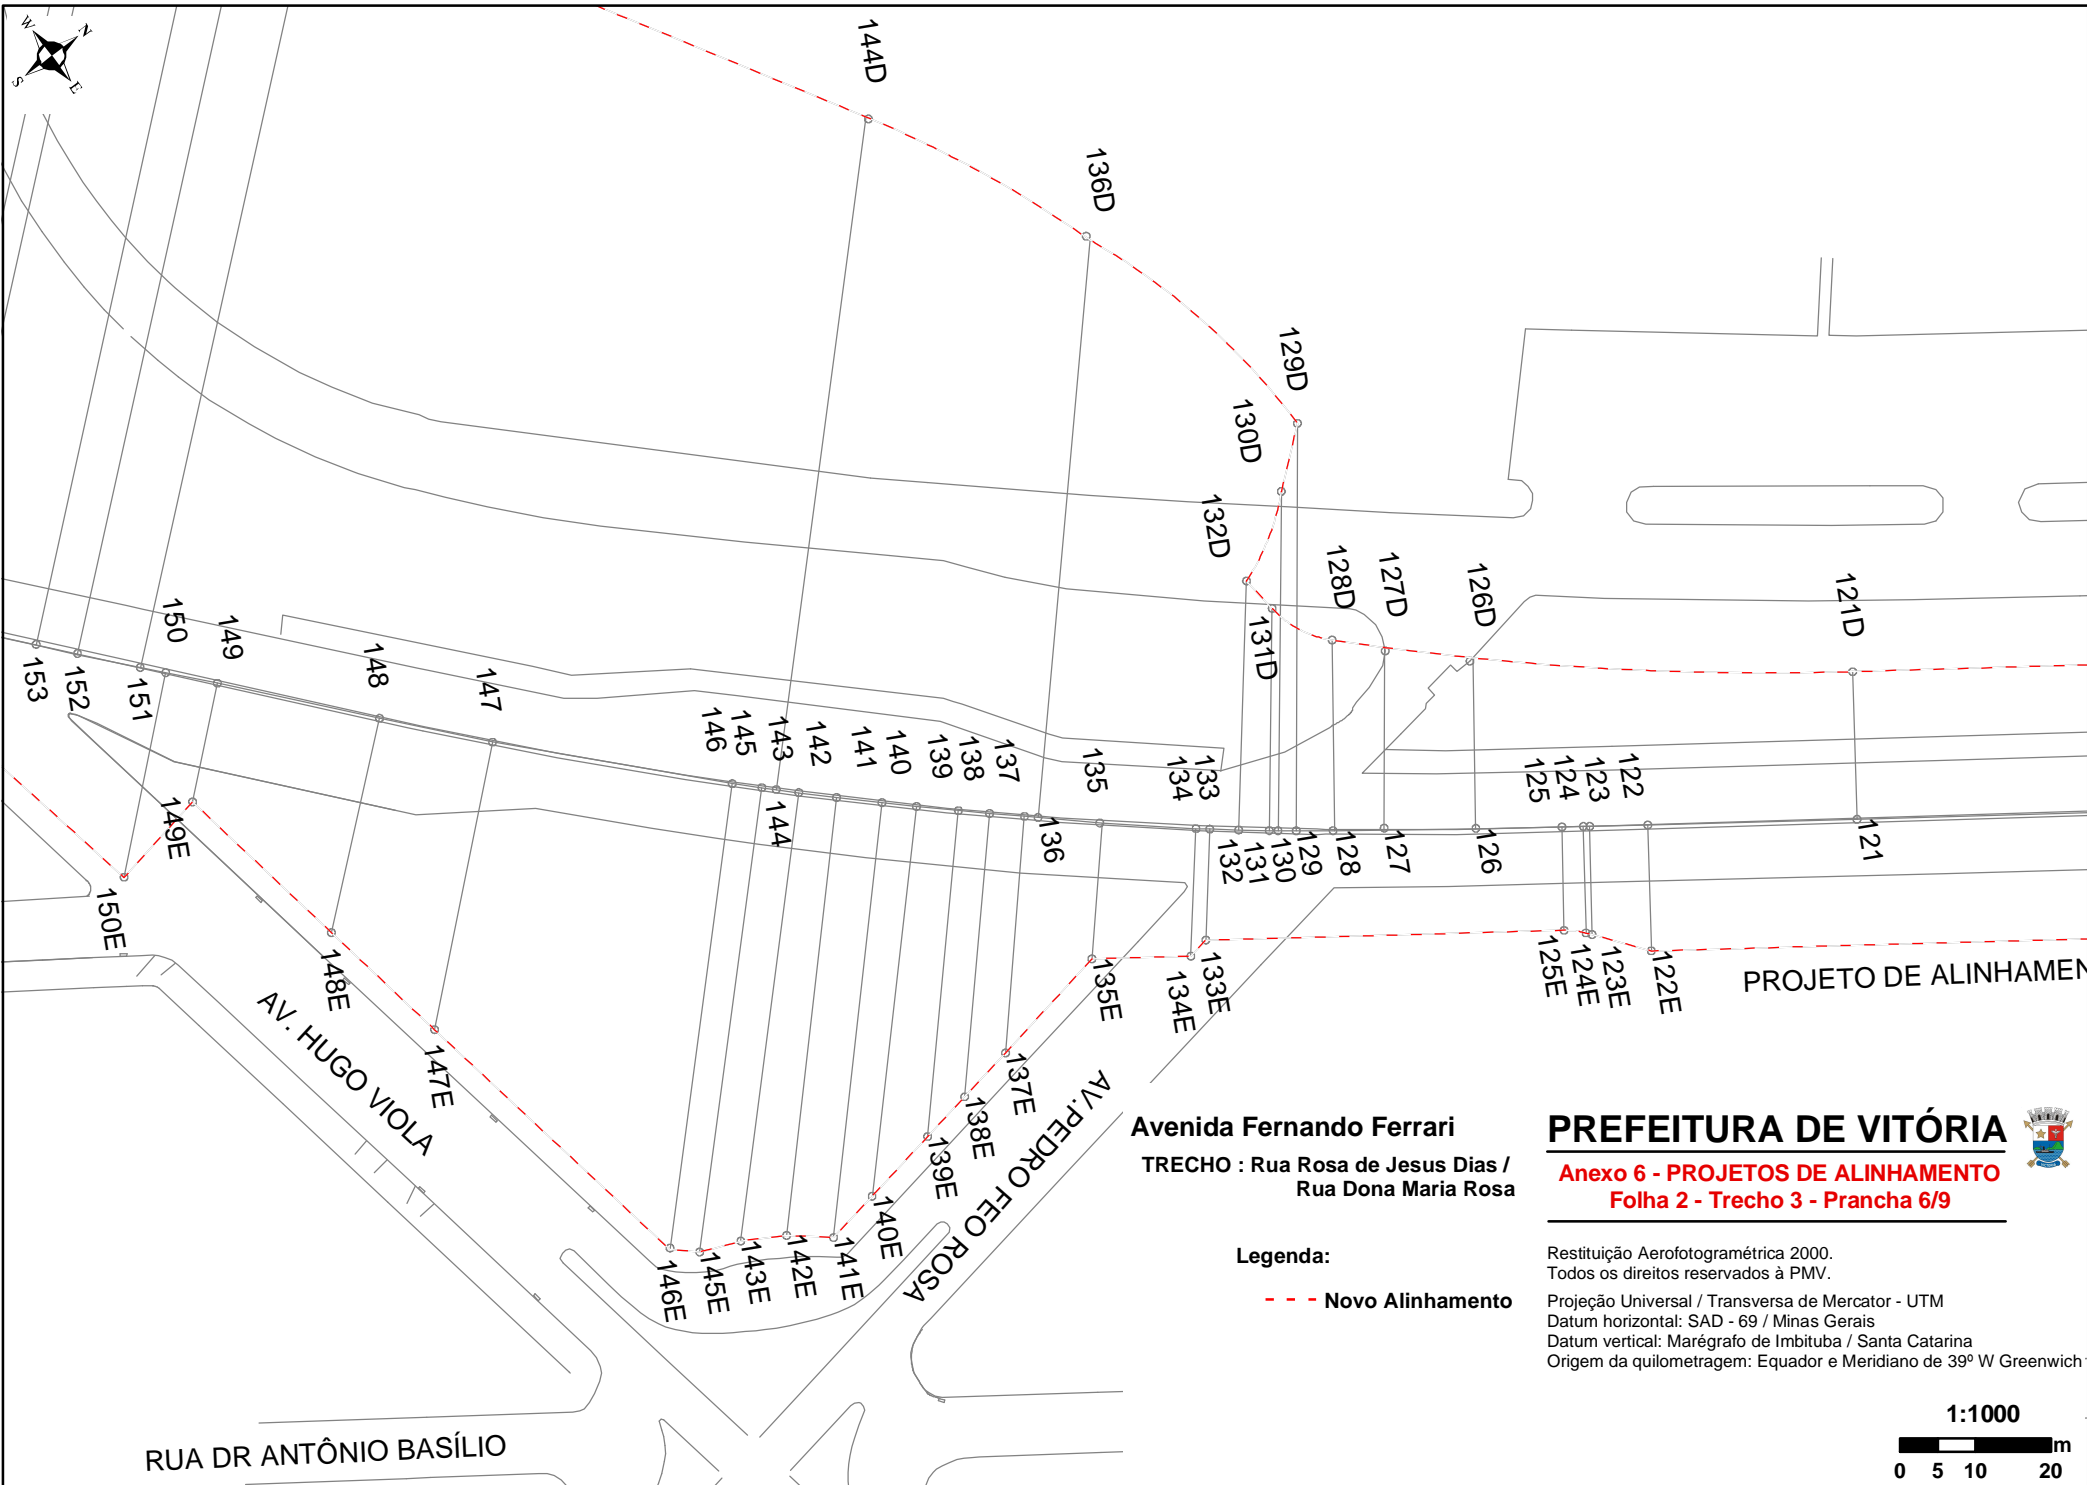 W
N
S
E
144D
136D
129D
130D
132D
131D
128D
127D
126D
121D
153
152
151
150
149
148
147
146
145
143
144
142
141
140
139
138
137
136
135
134
133
132
131
130
129
128
127
126
125
124
123
122
121
150E
149E
148E
147E
146E
145E
143E
142E
141E
140E
139E
138E
137E
135E
134E
133E
125E
124E
123E
122E
PROJETO DE ALINHAMEN
AV. HUGO VIOLA
AV.PEDRO FEO ROSA
RUA DR ANTÔNIO BASÍLIO
Avenida Fernando Ferrari
TRECHO : Rua Rosa de Jesus Dias /
Rua Dona Maria Rosa
Legenda:
Novo Alinhamento
PREFEITURA DE VITÓRIA
Anexo 6 - PROJETOS DE ALINHAMENTO
Folha 2 - Trecho 3 - Prancha 6/9
Restituição Aerofotogramétrica 2000.
Todos os direitos reservados à PMV.
Projeção Universal / Transversa de Mercator - UTM
Datum horizontal: SAD - 69 / Minas Gerais
Datum vertical: Marégrafo de Imbituba / Santa Catarina
Origem da quilometragem: Equador e Meridiano de 39º W Greenwich
1:1000
m
0 5 10 20